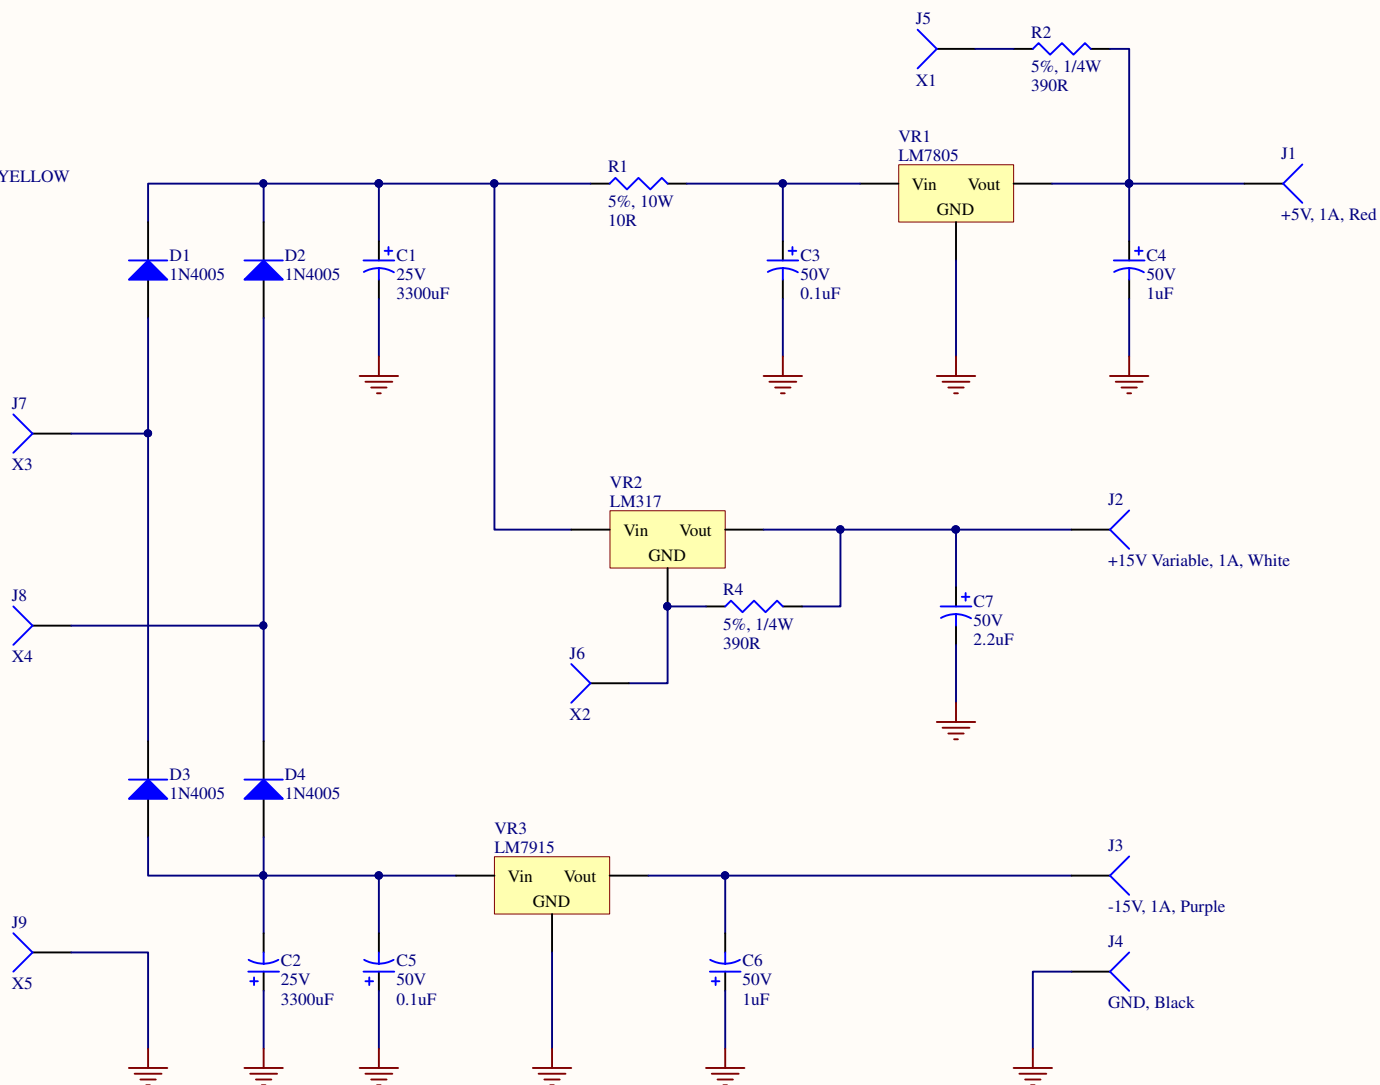 J5
X1
R2
5%, 1/4W
390R
YELLOW
D1
1N4005
D2
1N4005
C1
25V
3300uF
R1
5%, 10W
10R
C3
50V
0.1uF
VR1
LM7805
Vin Vout
GND
C4
50V
1uF
J1
+5V, 1A, Red
J7
X3
J8
X4
VR2
LM317
Vin Vout
GND
R4
5%, 1/4W
390R
J6
X2
C7
50V
2.2uF
J2
+15V Variable, 1A, White
D3
1N4005
D4
1N4005
VR3
LM7915
Vin Vout
GND
J3
-15V, 1A, Purple
J9
X5
C2
25V
3300uF
C5
50V
0.1uF
C6
50V
1uF
J4
GND, Black